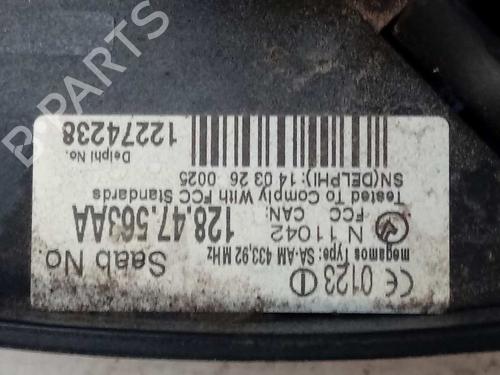 CE 0123
megamos Type: SA-AM 433,92 MHz
N 11042
FCC CAN:
Saab No
128.47.563AA
Tested To Comply With FCC Standards
SN(DELPHI): 14 03 26 0025
Delphi No.
12274238
B PARTS